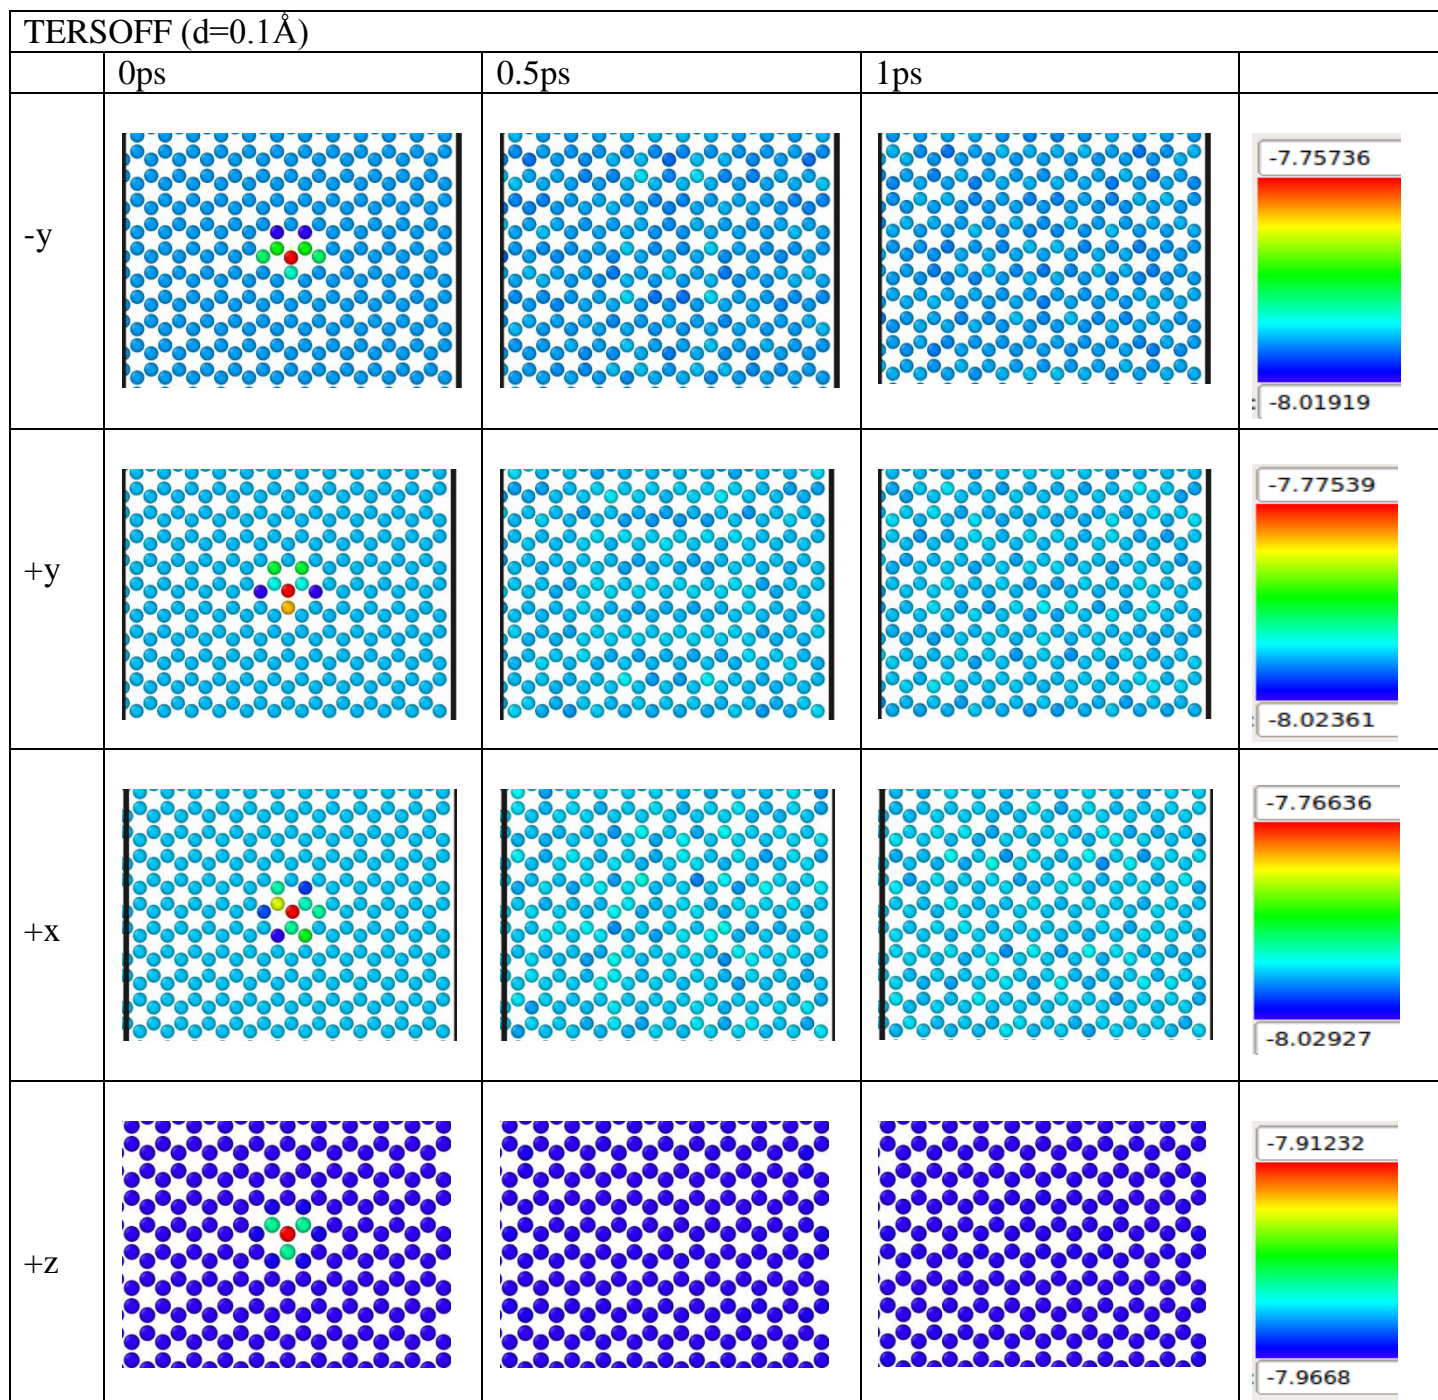 TERSOFF (d=0.1Å)
0ps 0.5ps 1ps
-y
-7.75736
: -8.01919
+y
-7.77539
: -8.02361
+x
-7.76636
-8.02927
+z
-7.91232
: -7.9668